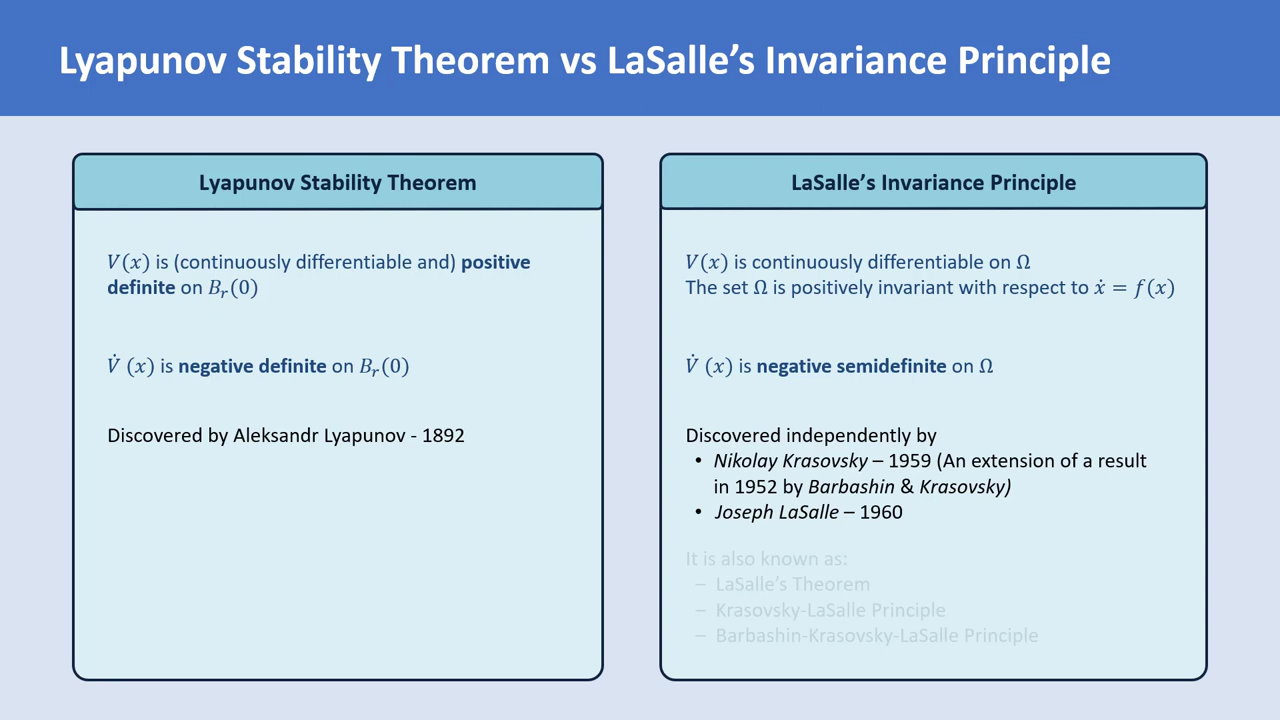 Lyapunov Stability Theorem vs LaSalle’s Invariance Principle
Lyapunov Stability Theorem
V(x) is (continuously differentiable and) positive
definite on Bᵣ(0)
V̇ (x) is negative definite on Bᵣ(0)
Discovered by Aleksandr Lyapunov - 1892
LaSalle’s Invariance Principle
V(x) is continuously differentiable on Ω
The set Ω is positively invariant with respect to ẋ = f(x)
V̇ (x) is negative semidefinite on Ω
Discovered independently by
• Nikolay Krasovsky – 1959 (An extension of a result
in 1952 by Barbashin & Krasovsky)
• Joseph LaSalle – 1960
It is also known as:
– LaSalle’s Theorem
– Krasovsky-LaSalle Principle
– Barbashin-Krasovsky-LaSalle Principle